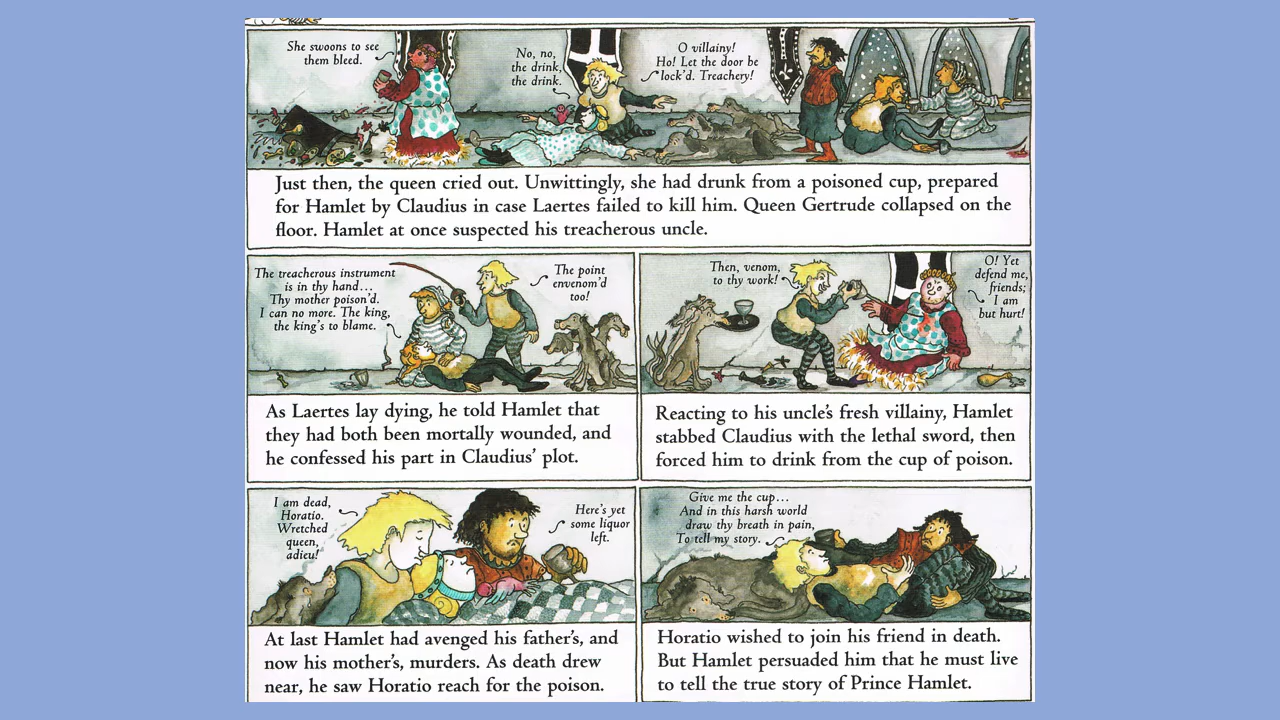 She swoons to see
them bleed.
No, no,
the drink,
the drink.
O villainy!
Ho! Let the door be
lock'd. Treachery!
Just then, the queen cried out. Unwittingly, she had drunk from a poisoned cup, prepared
for Hamlet by Claudius in case Laertes failed to kill him. Queen Gertrude collapsed on the
floor. Hamlet at once suspected his treacherous uncle.
The treacherous instrument
is in thy hand...
Thy mother poison'd.
I can no more. The king,
the king's to blame.
The point
envenom'd
too!
As Laertes lay dying, he told Hamlet that
they had both been mortally wounded, and
he confessed his part in Claudius' plot.
Then, venom,
to thy work!
O! Yet
defend me,
friends;
I am
but hurt!
Reacting to his uncle's fresh villainy, Hamlet
stabbed Claudius with the lethal sword, then
forced him to drink from the cup of poison.
I am dead,
Horatio.
Wretched
queen,
adieu!
Here's yet
some liquor
left.
At last Hamlet had avenged his father's, and
now his mother's, murders. As death drew
near, he saw Horatio reach for the poison.
Give me the cup...
And in this harsh world
draw thy breath in pain,
To tell my story.
Horatio wished to join his friend in death.
But Hamlet persuaded him that he must live
to tell the true story of Prince Hamlet.